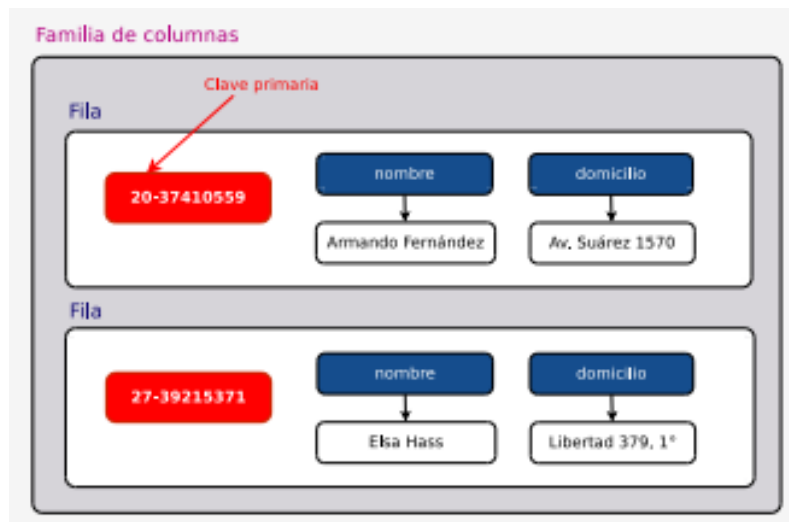 Familia de columnas
Clave primaria
Fila
20-37410559
nombre
domicilio
Armando Fernández
Av. Suárez 1570
Fila
27-39215371
nombre
domicilio
Elsa Hass
Libertad 379, 1°